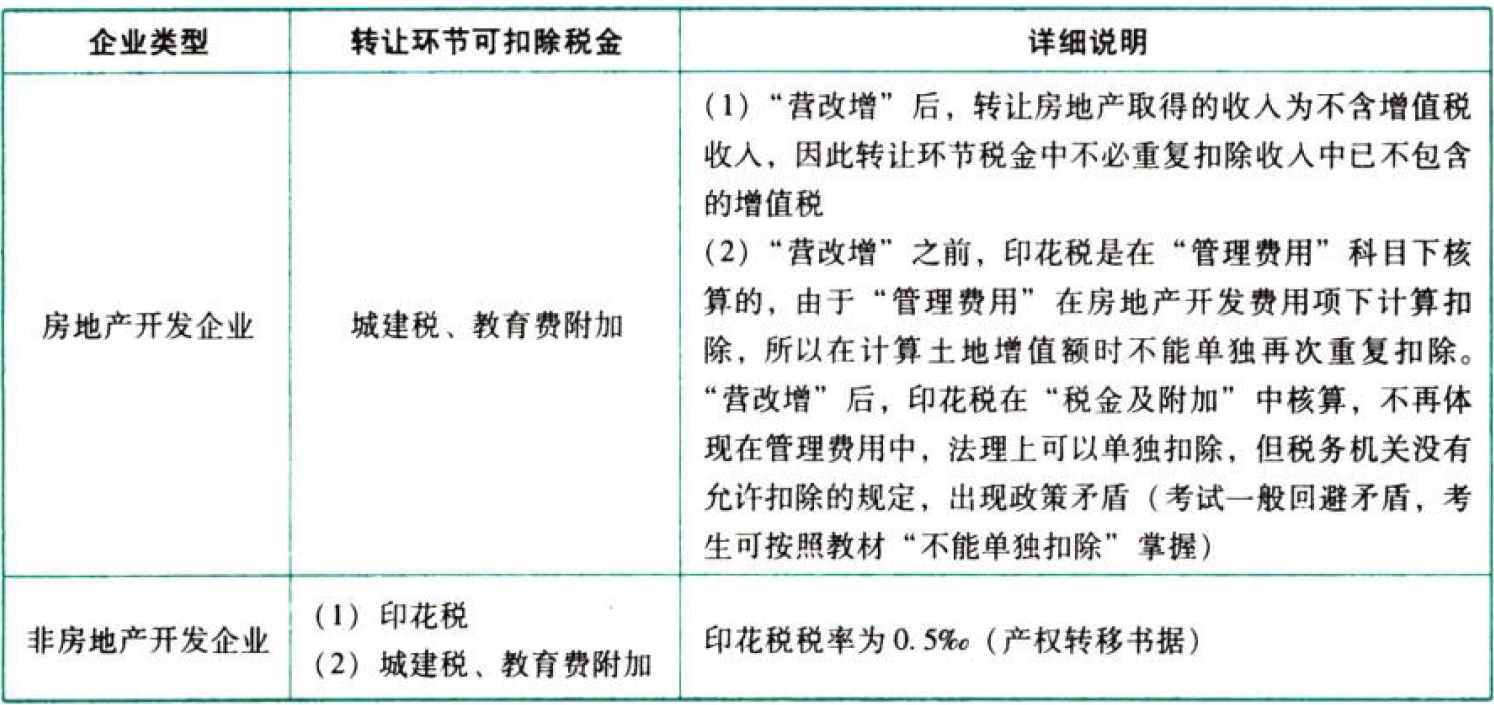 企业类型 转让环节可扣除税金 详细说明
房地产开发企业
城建税、教育费附加
(1)“营改增”后，转让房地产取得的收入为不含增值税
收入，因此转让环节税金中不必重复扣除收入中已不包含
的增值税
(2)“营改增”之前，印花税是在“管理费用”科目下核
算的，由于“管理费用”在房地产开发费用项下计算扣
除，所以在计算土地增值额时不能单独再次重复扣除。
“营改增”后，印花税在“税金及附加”中核算，不再体
现在管理费用中，法理上可以单独扣除，但税务机关没有
允许扣除的规定，出现政策矛盾（考试一般回避矛盾，考
生可按照教材“不能单独扣除”掌握）
非房地产开发企业
(1) 印花税
(2) 城建税、教育费附加
印花税税率为0.5‰（产权转移书据）